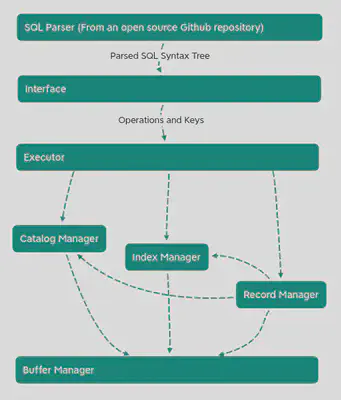 SQL Parser (From an open source Github repository)
Parsed SQL Syntax Tree
Interface
Operations and Keys
Executor
Catalog Manager
Index Manager
Record Manager
Buffer Manager